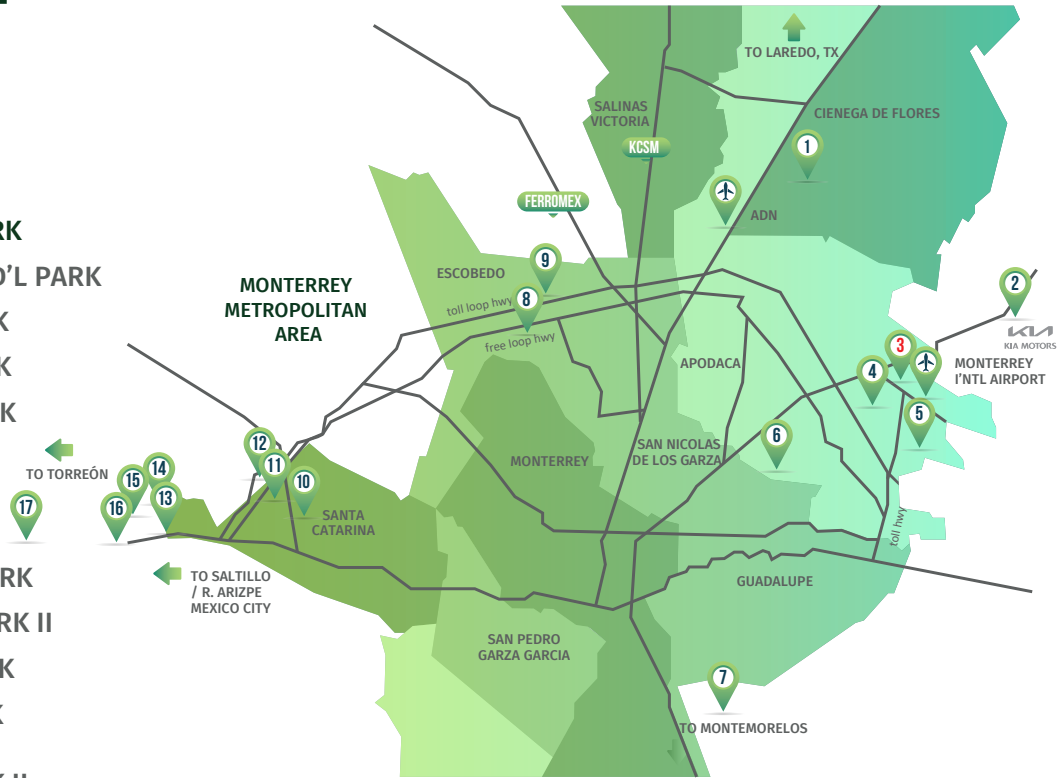 RK
D'L PARK
K
K
K
RK
RK II
K
K
MONTERREY
METROPOLITAN
AREA
TO LAREDO, TX
SALINAS
VICTORIA
KCSM
CIENEGA DE FLORES
1
ADN
FERROMEX
ESCOBEDO
9
8
toll loop hwy
free loop hwy
2
KIA
KIA MOTORS
3
MONTERREY
I'NTL AIRPORT
4
5
APODACA
6
SAN NICOLAS
DE LOS GARZA
MONTERREY
12
11
10
14
15
13
16
17
TO TORREÓN
SANTA
CATARINA
toll hwy
TO SALTILLO
/ R. ARIZPE
MEXICO CITY
GUADALUPE
SAN PEDRO
GARZA GARCIA
7
TO MONTEMORELOS